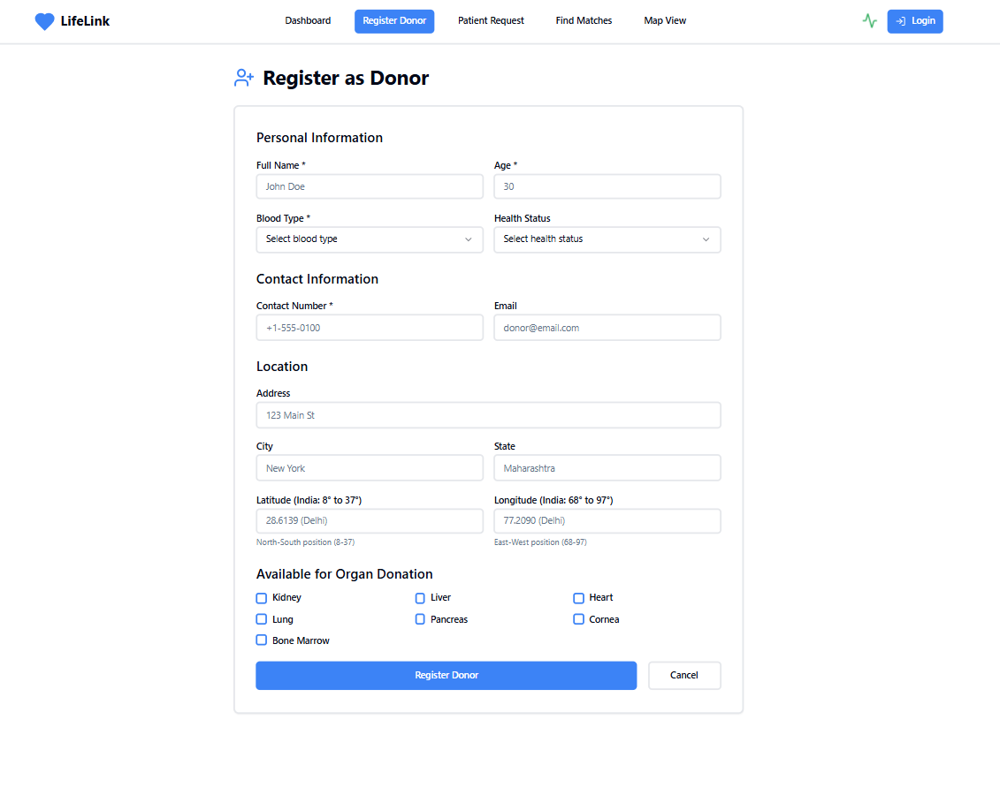 LifeLink Dashboard Register Donor Patient Request Find Matches Map View Login
Register as Donor
Personal Information
Full Name * Age *
John Doe 30
Blood Type * Health Status
Select blood type Select health status
Contact Information
Contact Number * Email
+1-555-0100 donor@email.com
Location
Address
123 Main St
City State
New York Maharashtra
Latitude (India: 8° to 37°) Longitude (India: 68° to 97°)
28.6139 (Delhi) 77.2090 (Delhi)
North-South position (8-37) East-West position (68-97)
Available for Organ Donation
Kidney Liver Heart
Lung Pancreas Cornea
Bone Marrow
Register Donor Cancel